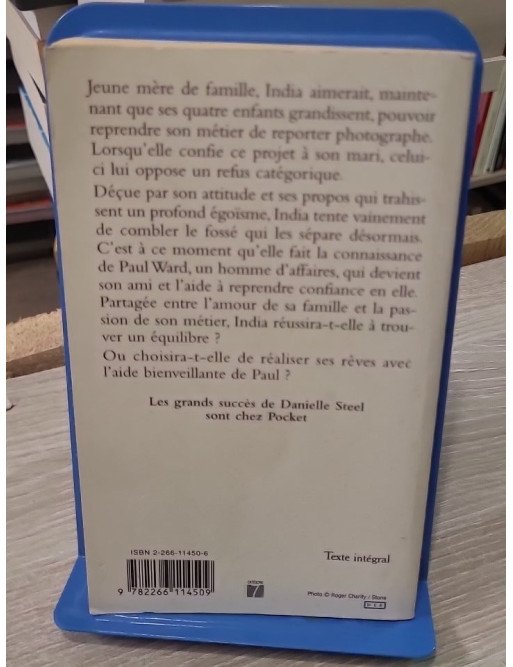 Jeune mère de famille, India aimerait, mainte-
nant que ses quatre enfants grandissent, pouvoir
reprendre son métier de reporter photographe.
Lorsqu'elle confie ce projet à son mari, celui-
ci lui oppose un refus catégorique.
Déçue par son attitude et ses propos qui trahis-
sent un profond égoïsme, India tente vainement
de combler le fossé qui les sépare désormais.
C'est à ce moment qu'elle fait la connaissance
de Paul Ward, un homme d'affaires, qui devient
son ami et l'aide à reprendre confiance en elle.
Partagée entre l'amour de sa famille et la pas-
sion de son métier, India réussira-t-elle à trou-
ver un équilibre ?
Ou choisira-t-elle de réaliser ses rêves avec
l'aide bienveillante de Paul ?
Les grands succès de Danielle Steel
sont chez Pocket
ISBN 2-266-11450-6
Texte intégral
9 782266 114509
CATÉGORIE
7
Photo © Roger Charity / Stone